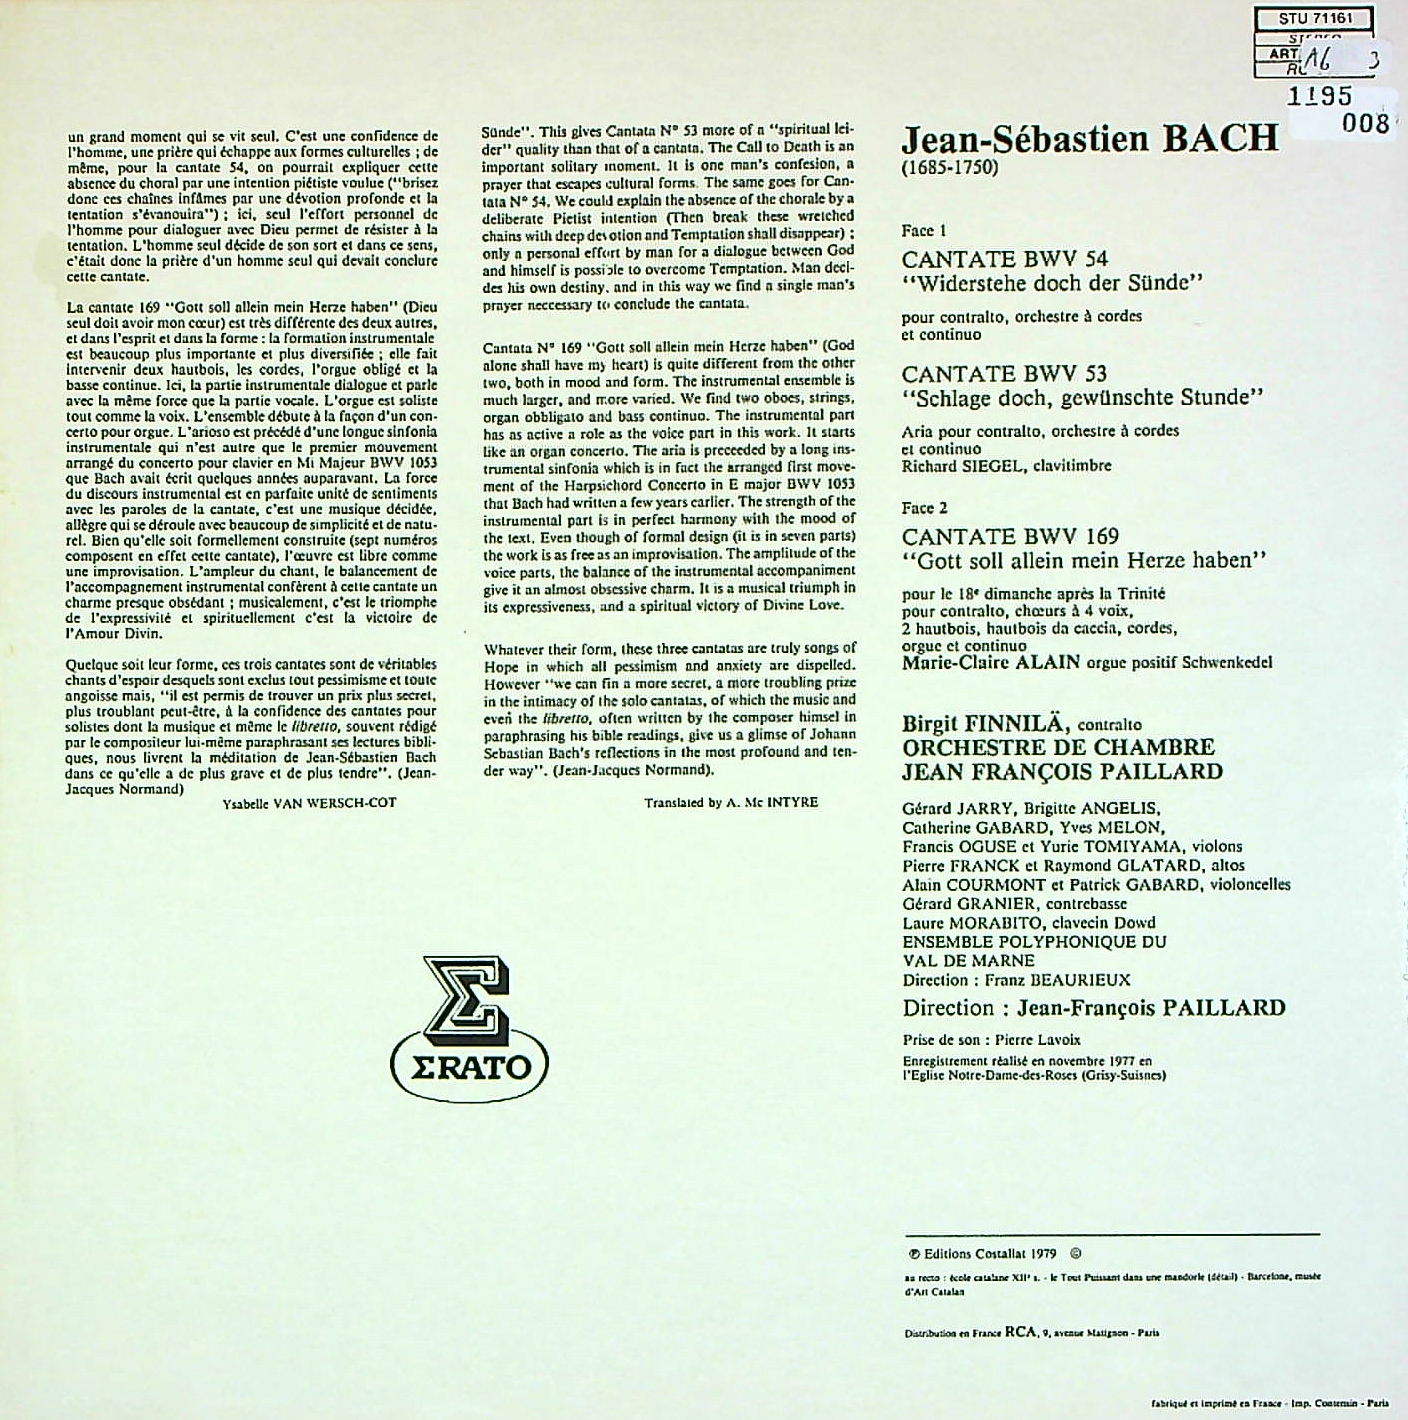 STU 71161
ART
A6 3
1195
008
un grand moment qui se vit seul. C'est une confidence de
l'homme, une prière qui échappe aux formes culturelles ; de
même, pour la cantate 54, on pourrait expliquer cette
absence du choral par une intention piétiste voulue ("brisez
donc ces chaînes infâmes par une dévotion profonde et la
tentation s'évanouira") ; ici, seul l'effort personnel de
l'homme pour dialoguer avec Dieu permet de résister à la
tentation. L'homme seul décide de son sort et dans ce sens,
c'était donc la prière d'un homme seul qui devait conclure
cette cantate.
La cantate 169 "Gott soll allein mein Herze haben" (Dieu
seul doit avoir mon cœur) est très différente des deux autres,
et dans l'esprit et dans la forme : la formation instrumentale
est beaucoup plus importante et plus diversifiée ; elle fait
intervenir deux hautbois, les cordes, l'orgue obligé et la
basse continue. Ici, la partie instrumentale dialogue et parle
avec la même force que la partie vocale. L'orgue est soliste
tout comme la voix. L'ensemble débute à la façon d'un con-
certo pour orgue. L'arioso est précédé d'une longue sinfonia
instrumentale qui n'est autre que le premier mouvement
arrangé du concerto pour clavier en Mi Majeur BWV 1053
que Bach avait écrit quelques années auparavant. La force
du discours instrumental est en parfaite unité de sentiments
avec les paroles de la cantate, c'est une musique décidée,
allègre qui se déroule avec beaucoup de simplicité et de natu-
rel. Bien qu'elle soit formellement construite (sept numéros
composent en effet cette cantate), l'œuvre est libre comme
une improvisation. L'ampleur du chant, le balancement de
l'accompagnement instrumental confèrent à cette cantate un
charme presque obsédant ; musicalement, c'est le triomphe
de l'expressivité et spirituellement c'est la victoire de
l'Amour Divin.
Quelque soit leur forme, ces trois cantates sont de véritables
chants d'espoir desquels sont exclus tout pessimisme et toute
angoisse mais, "il est permis de trouver un prix plus secret,
plus troublant peut-être, à la confidence des cantates pour
solistes dont la musique et même le libretto, souvent rédigé
par le compositeur lui-même paraphrasant ses lectures bibli-
ques, nous livrent la méditation de Jean-Sébastien Bach
dans ce qu'elle a de plus grave et de plus tendre". (Jean-
Jacques Normand)
Ysabelle VAN WERSCH-COT
Sünde". This gives Cantata N° 53 more of a "spiritual lei-
der" quality than that of a cantata. The Call to Death is an
important solitary moment. It is one man's confesion, a
prayer that escapes cultural forms. The same goes for Can-
tata N° 54. We could explain the absence of the chorale by a
deliberate Pietist intention (Then break these wretched
chains with deep devotion and Temptation shall disappear) ;
only a personal effort by man for a dialogue between God
and himself is possible to overcome Temptation. Man deci-
des his own destiny, and in this way we find a single man's
prayer neccessary to conclude the cantata.
Cantata N° 169 "Gott soll allein mein Herze haben" (God
alone shall have my heart) is quite different from the other
two, both in mood and form. The instrumental ensemble is
much larger, and more varied. We find two oboes, strings,
organ obbligato and bass continuo. The instrumental part
has as active a role as the voice part in this work. It starts
like an organ concerto. The aria is preceeded by a long ins-
trumental sinfonia which is in fact the arranged first move-
ment of the Harpsichord Concerto in E major BWV 1053
that Bach had written a few years earlier. The strength of the
instrumental part is in perfect harmony with the mood of
the text. Even though of formal design (it is in seven parts)
the work is as free as an improvisation. The amplitude of the
voice parts, the balance of the instrumental accompaniment
give it an almost obsessive charm. It is a musical triumph in
its expressiveness, and a spiritual victory of Divine Love.
Whatever their form, these three cantatas are truly songs of
Hope in which all pessimism and anxiety are dispelled.
However "we can fin a more secret, a more troubling prize
in the intimacy of the solo cantatas, of which the music and
even the libretto, often written by the composer himsel in
paraphrasing his bible readings, give us a glimse of Johann
Sebastian Bach's reflections in the most profound and ten-
der way". (Jean-Jacques Normand).
Translated by A. Mc INTYRE
ERATO
Jean-Sébastien BACH
(1685-1750)
Face 1
CANTATE BWV 54
"Widerstehe doch der Sünde"
pour contralto, orchestre à cordes
et continuo
CANTATE BWV 53
"Schlage doch, gewünschte Stunde"
Aria pour contralto, orchestre à cordes
et continuo
Richard SIEGEL, clavitimbre
Face 2
CANTATE BWV 169
"Gott soll allein mein Herze haben"
pour le 18e dimanche après la Trinité
pour contralto, chœurs à 4 voix,
2 hautbois, hautbois da caccia, cordes,
orgue et continuo
Marie-Claire ALAIN orgue positif Schwenkedel
Birgit FINNILÄ, contralto
ORCHESTRE DE CHAMBRE
JEAN FRANÇOIS PAILLARD
Gérard JARRY, Brigitte ANGELIS,
Catherine GABARD, Yves MELON,
Francis OGUSE et Yurie TOMIYAMA, violons
Pierre FRANCK et Raymond GLATARD, altos
Alain COURMONT et Patrick GABARD, violoncelles
Gérard GRANIER, contrebasse
Laure MORABITO, clavecin Dowd
ENSEMBLE POLYPHONIQUE DU
VAL DE MARNE
Direction : Franz BEAURIEUX
Direction : Jean-François PAILLARD
Prise de son : Pierre Lavoix
Enregistrement réalisé en novembre 1977 en
l'Eglise Notre-Dame-des-Roses (Grisy-Suisnes)
℗ Editions Costallat 1979 ©
au recto : école catalane XIIe s. - le Tout Puissant dans une mandorle (détail) - Barcelone, musée
d'Art Catalan
Distribution en France RCA, 9, avenue Matignon - Paris
fabriqué et imprimé en France - Imp. Contensin - Paris